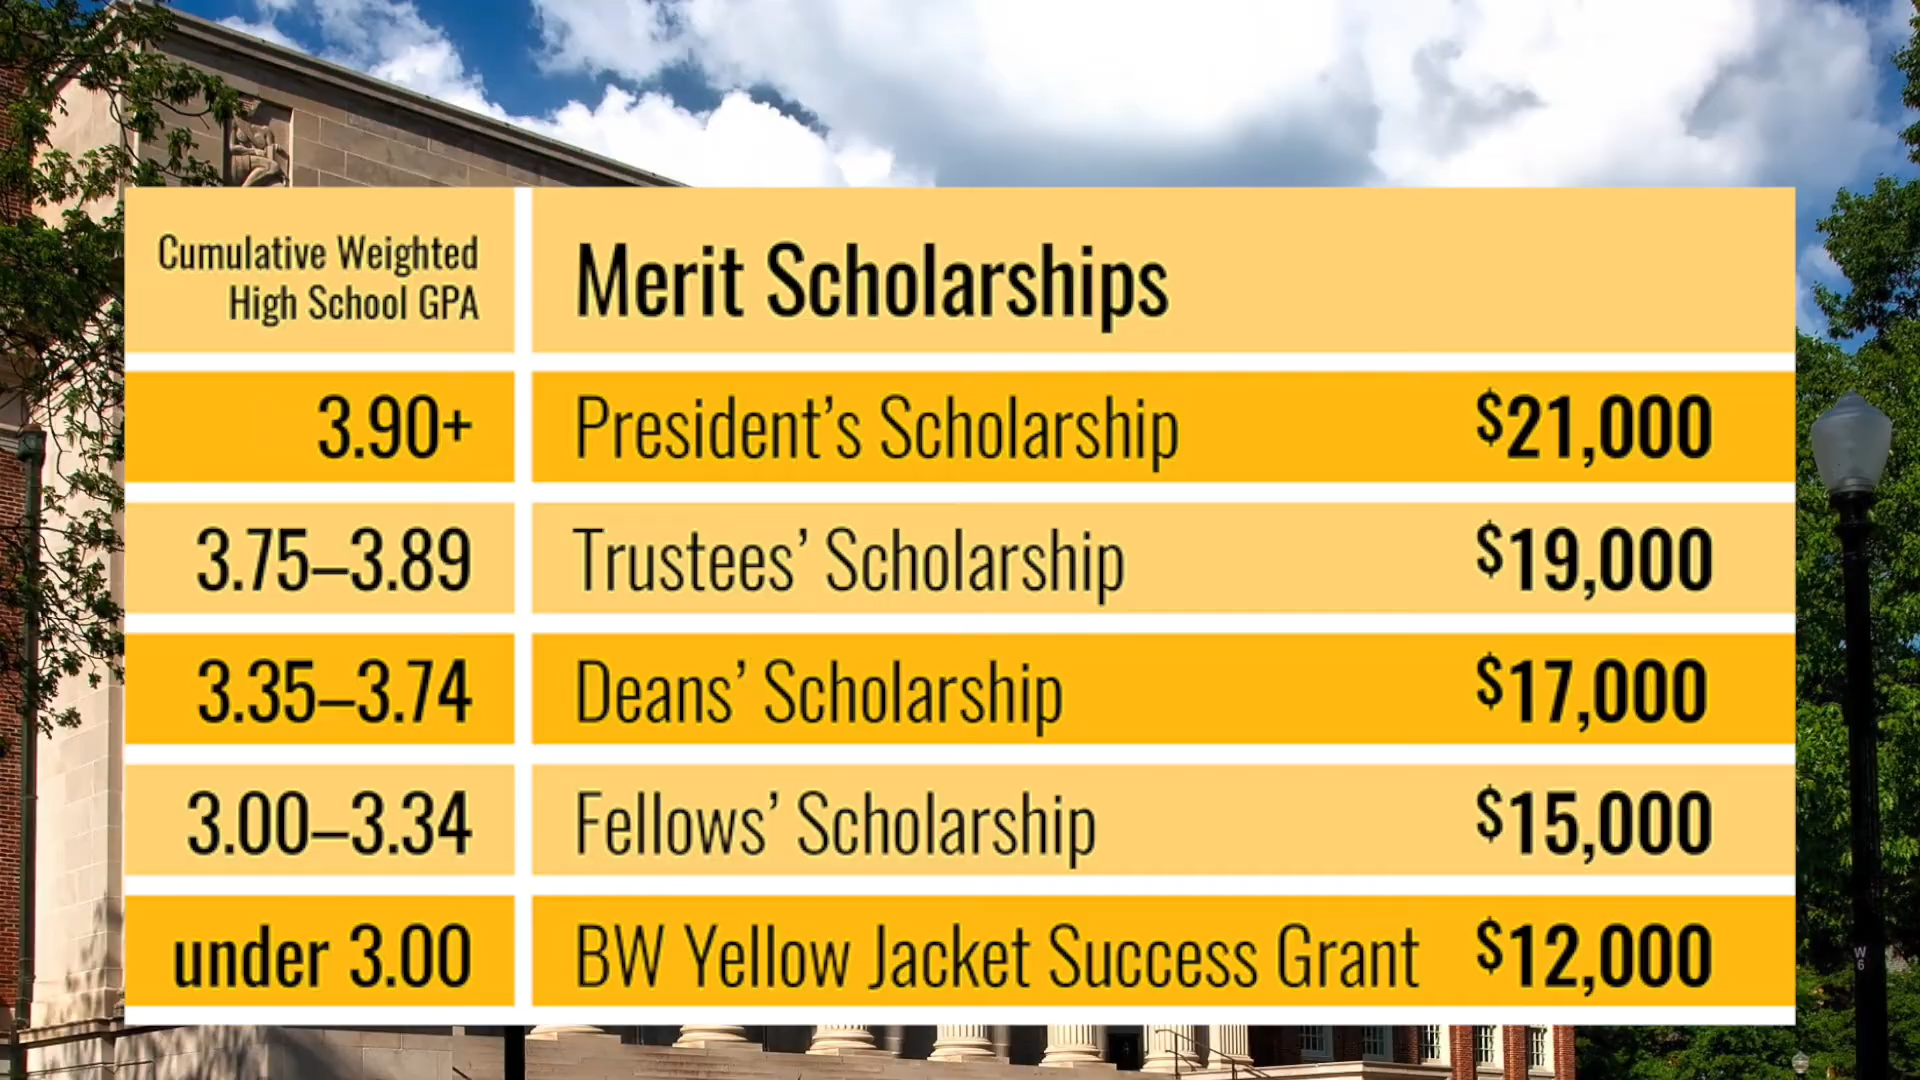 Cumulative Weighted
High School GPA
Merit Scholarships
3.90+ President’s Scholarship $21,000
3.75–3.89 Trustees’ Scholarship $19,000
3.35–3.74 Deans’ Scholarship $17,000
3.00–3.34 Fellows’ Scholarship $15,000
under 3.00 BW Yellow Jacket Success Grant $12,000
W
6